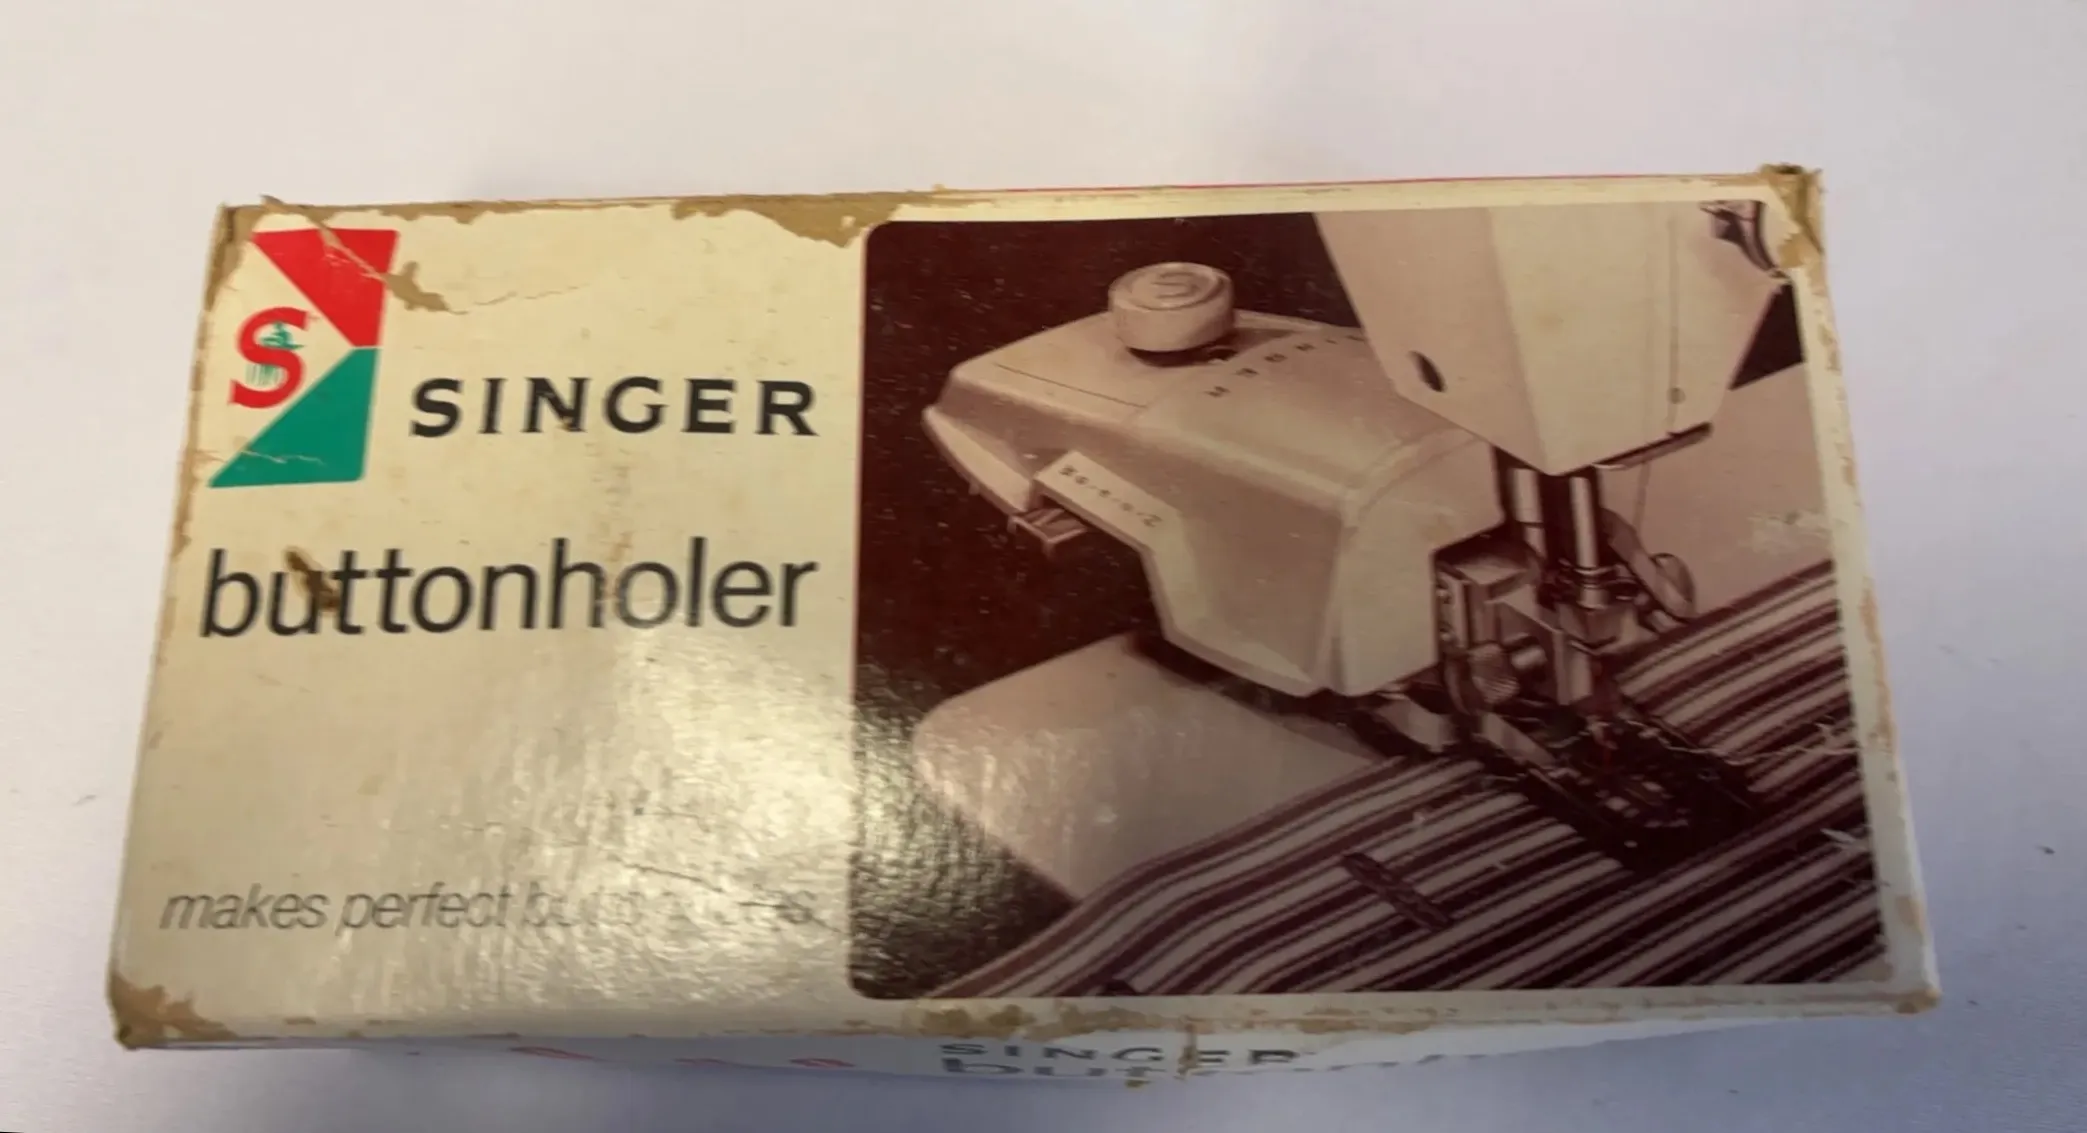 S
SINGER
buttonholer
makes perfect
SINGER